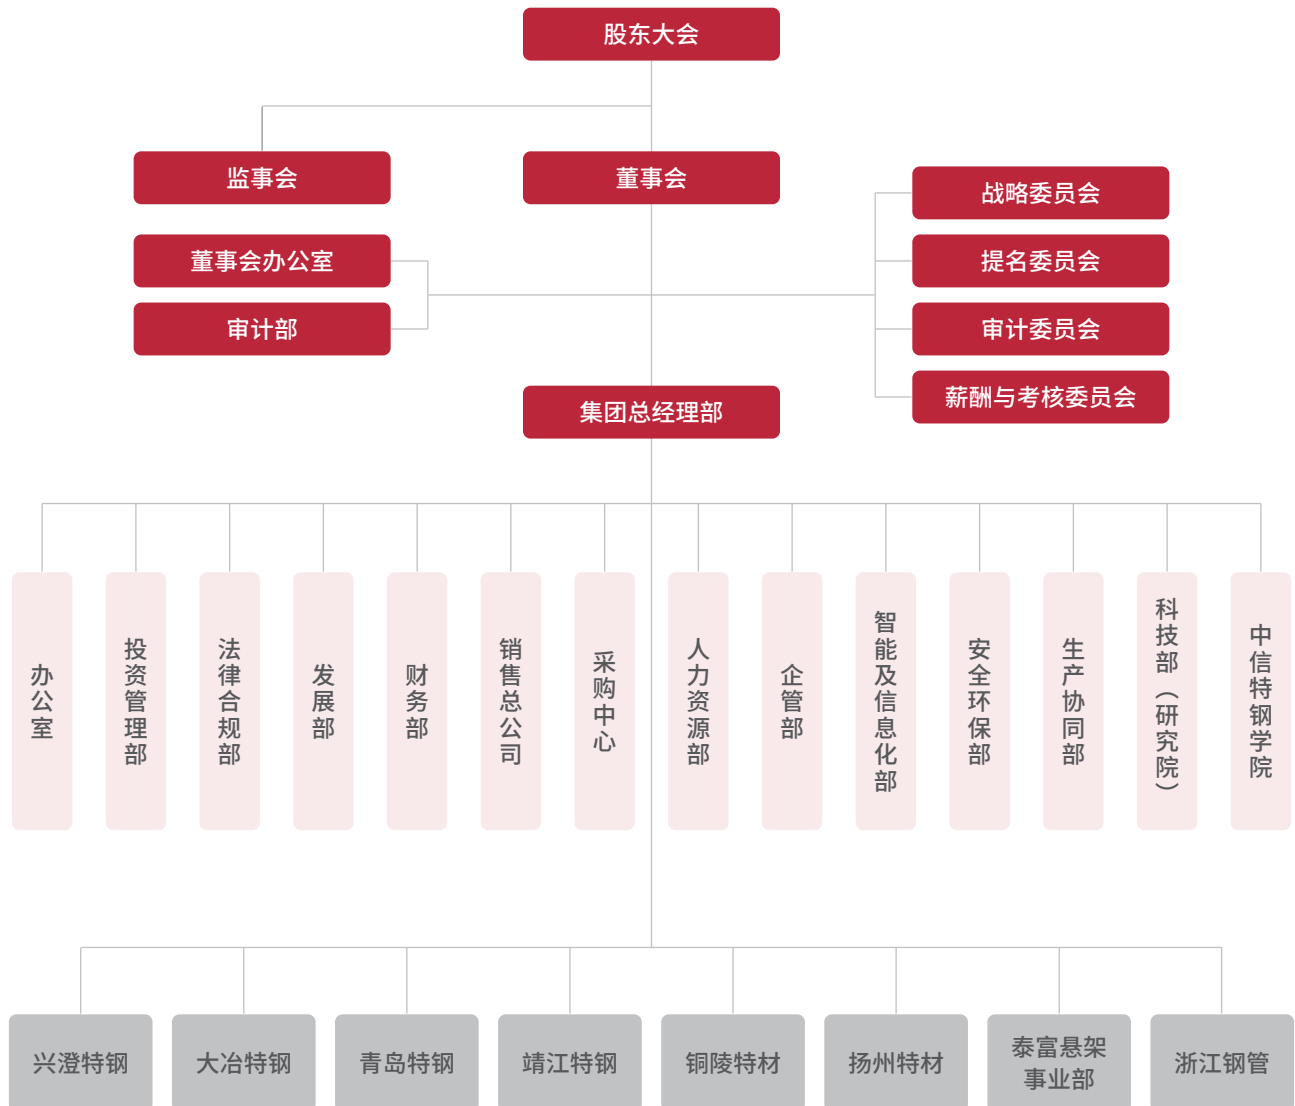 股东大会
监事会
董事会
战略委员会
董事会办公室
提名委员会
审计部
审计委员会
薪酬与考核委员会
集团总经理部
办公室
投资管理部
法律合规部
发展部
财务部
销售总公司
采购中心
人力资源部
企管部
智能及信息化部
安全环保部
生产协同部
科技部（研究院）
中信特钢学院
兴澄特钢
大冶特钢
青岛特钢
靖江特钢
铜陵特材
扬州特材
泰富悬架
事业部
浙江钢管